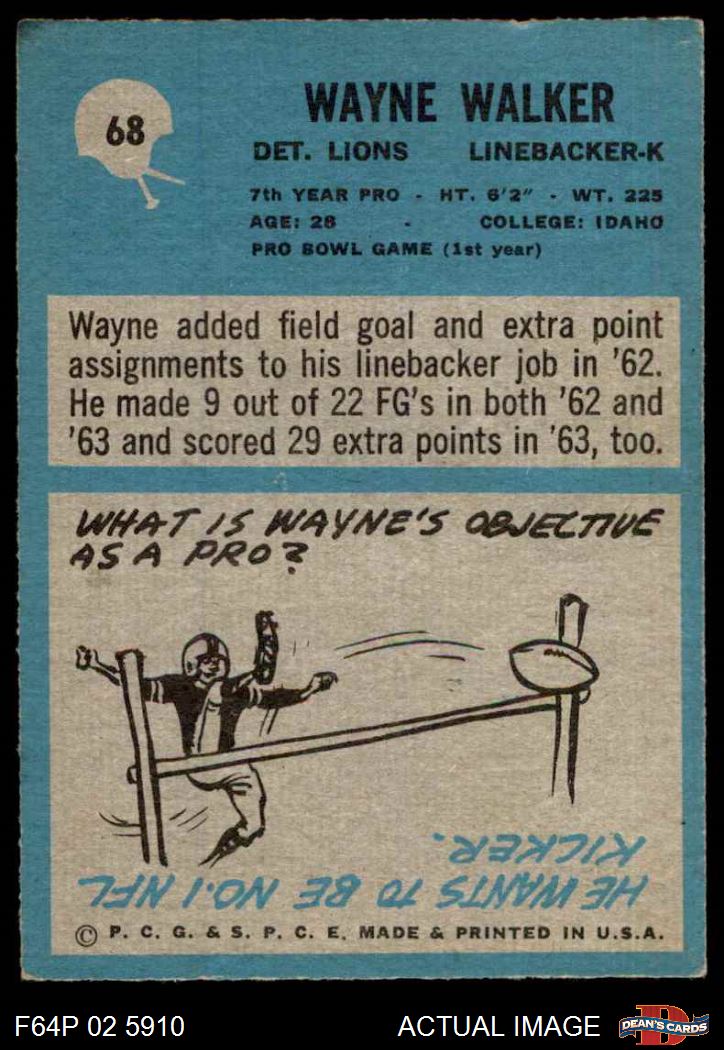 68
WAYNE WALKER
DET. LIONS LINEBACKER-K
7th YEAR PRO - HT. 6'2" - WT. 225
AGE: 28 - COLLEGE: IDAHO
PRO BOWL GAME (1st year)
Wayne added field goal and extra point
assignments to his linebacker job in '62.
He made 9 out of 22 FG's in both '62 and
'63 and scored 29 extra points in '63, too.
WHAT IS WAYNE'S OBJECTIVE
AS A PRO?
HE WANTS TO BE NO. 1 NFL
KICKER.
© P. C. G. & S. P. C. E. MADE & PRINTED IN U.S.A.
F64P 02 5910 ACTUAL IMAGE
D
DEAN'S CARDS